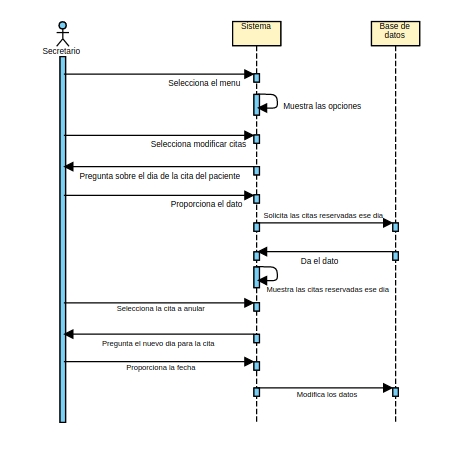 Secretario
Sistema
Base de
datos
Selecciona el menu
Muestra las opciones
Selecciona modificar citas
Pregunta sobre el dia de la cita del paciente
Proporciona el dato
Solicita las citas reservadas ese dia
Da el dato
Muestra las citas reservadas ese dia
Selecciona la cita a anular
Pregunta el nuevo dia para la cita
Proporciona la fecha
Modifica los datos